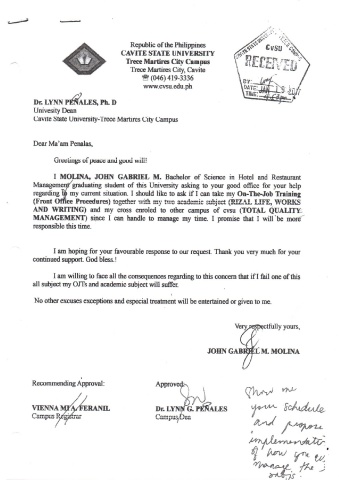 Republic of the Philippines
CAVITE STATE UNIVERSITY
Trece Martires City Campus
Trece Martires City, Cavite
☎ (046) 419-3336
www.cvsu.edu.ph
CvSU
RECEIVED
BY:
DATE:
TIME:
Dr. LYNN PEÑALES, Ph. D
Univesity Dean
Cavite State University-Trece Martires City Campus
Dear Ma'am Penalas,
Greetings of peace and good will!
I MOLINA, JOHN GABRIEL M. Bachelor of Science in Hotel and Restaurant
Management graduating student of this University asking to your good office for your help
regarding to my current situation. I should like to ask if I can take my On-The-Job Training
(Front Office Procedures) together with my two academic subject (RIZAL LIFE, WORKS
AND WRITING) and my cross enroled to other campus of cvsu (TOTAL QUALITY
MANAGEMENT) since I can handle to manage my time. I promise that I will be more
responsible this time.
I am hoping for your favourable response to our request. Thank you very much for your
continued support. God bless.!
I am willing to face all the consequences regarding to this concern that if I fail one of this
all subject my OJTs and academic subject will suffer.
No other excuses exceptions and especial treatment will be entertained or given to me.
Very respectfully yours,
JOHN GABRIEL M. MOLINA
Recommending Approval:
Approved:
VIENNA MI A. FERANIL
Campus Registrar
Dr. LYNN G. PEÑALES
Campus Dea
Show me
your schedule
and propose
implementatio
of how you
manage the